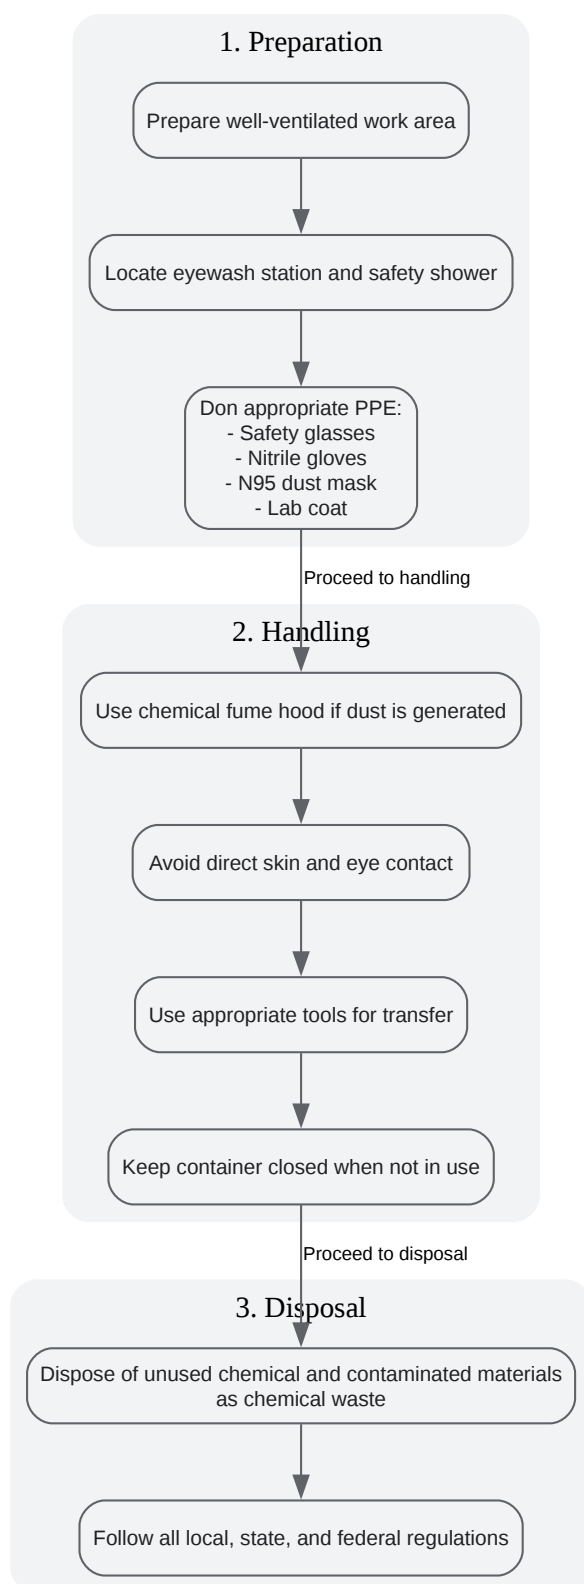 1. Preparation
Prepare well-ventilated work area
Locate eyewash station and safety shower
Don appropriate PPE:
- Safety glasses
- Nitrile gloves
- N95 dust mask
- Lab coat
Proceed to handling
2. Handling
Use chemical fume hood if dust is generated
Avoid direct skin and eye contact
Use appropriate tools for transfer
Keep container closed when not in use
Proceed to disposal
3. Disposal
Dispose of unused chemical and contaminated materials
as chemical waste
Follow all local, state, and federal regulations